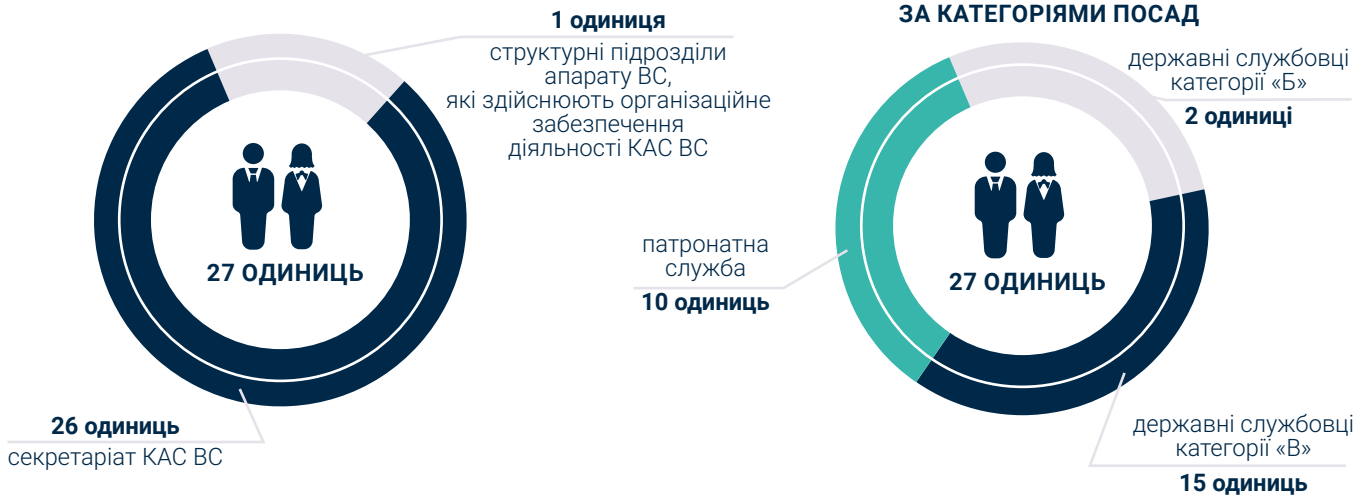 1 одиниця
структурні підрозділи
апарату ВС,
які здійснюють організаційне
забезпечення
діяльності КАС ВС
27 ОДИНИЦЬ
26 одиниць
секретаріат КАС ВС
ЗА КАТЕГОРІЯМИ ПОСАД
державні службовці
категорії «Б»
2 одиниці
патронатна
служба
10 одиниць
27 ОДИНИЦЬ
державні службовці
категорії «В»
15 одиниць